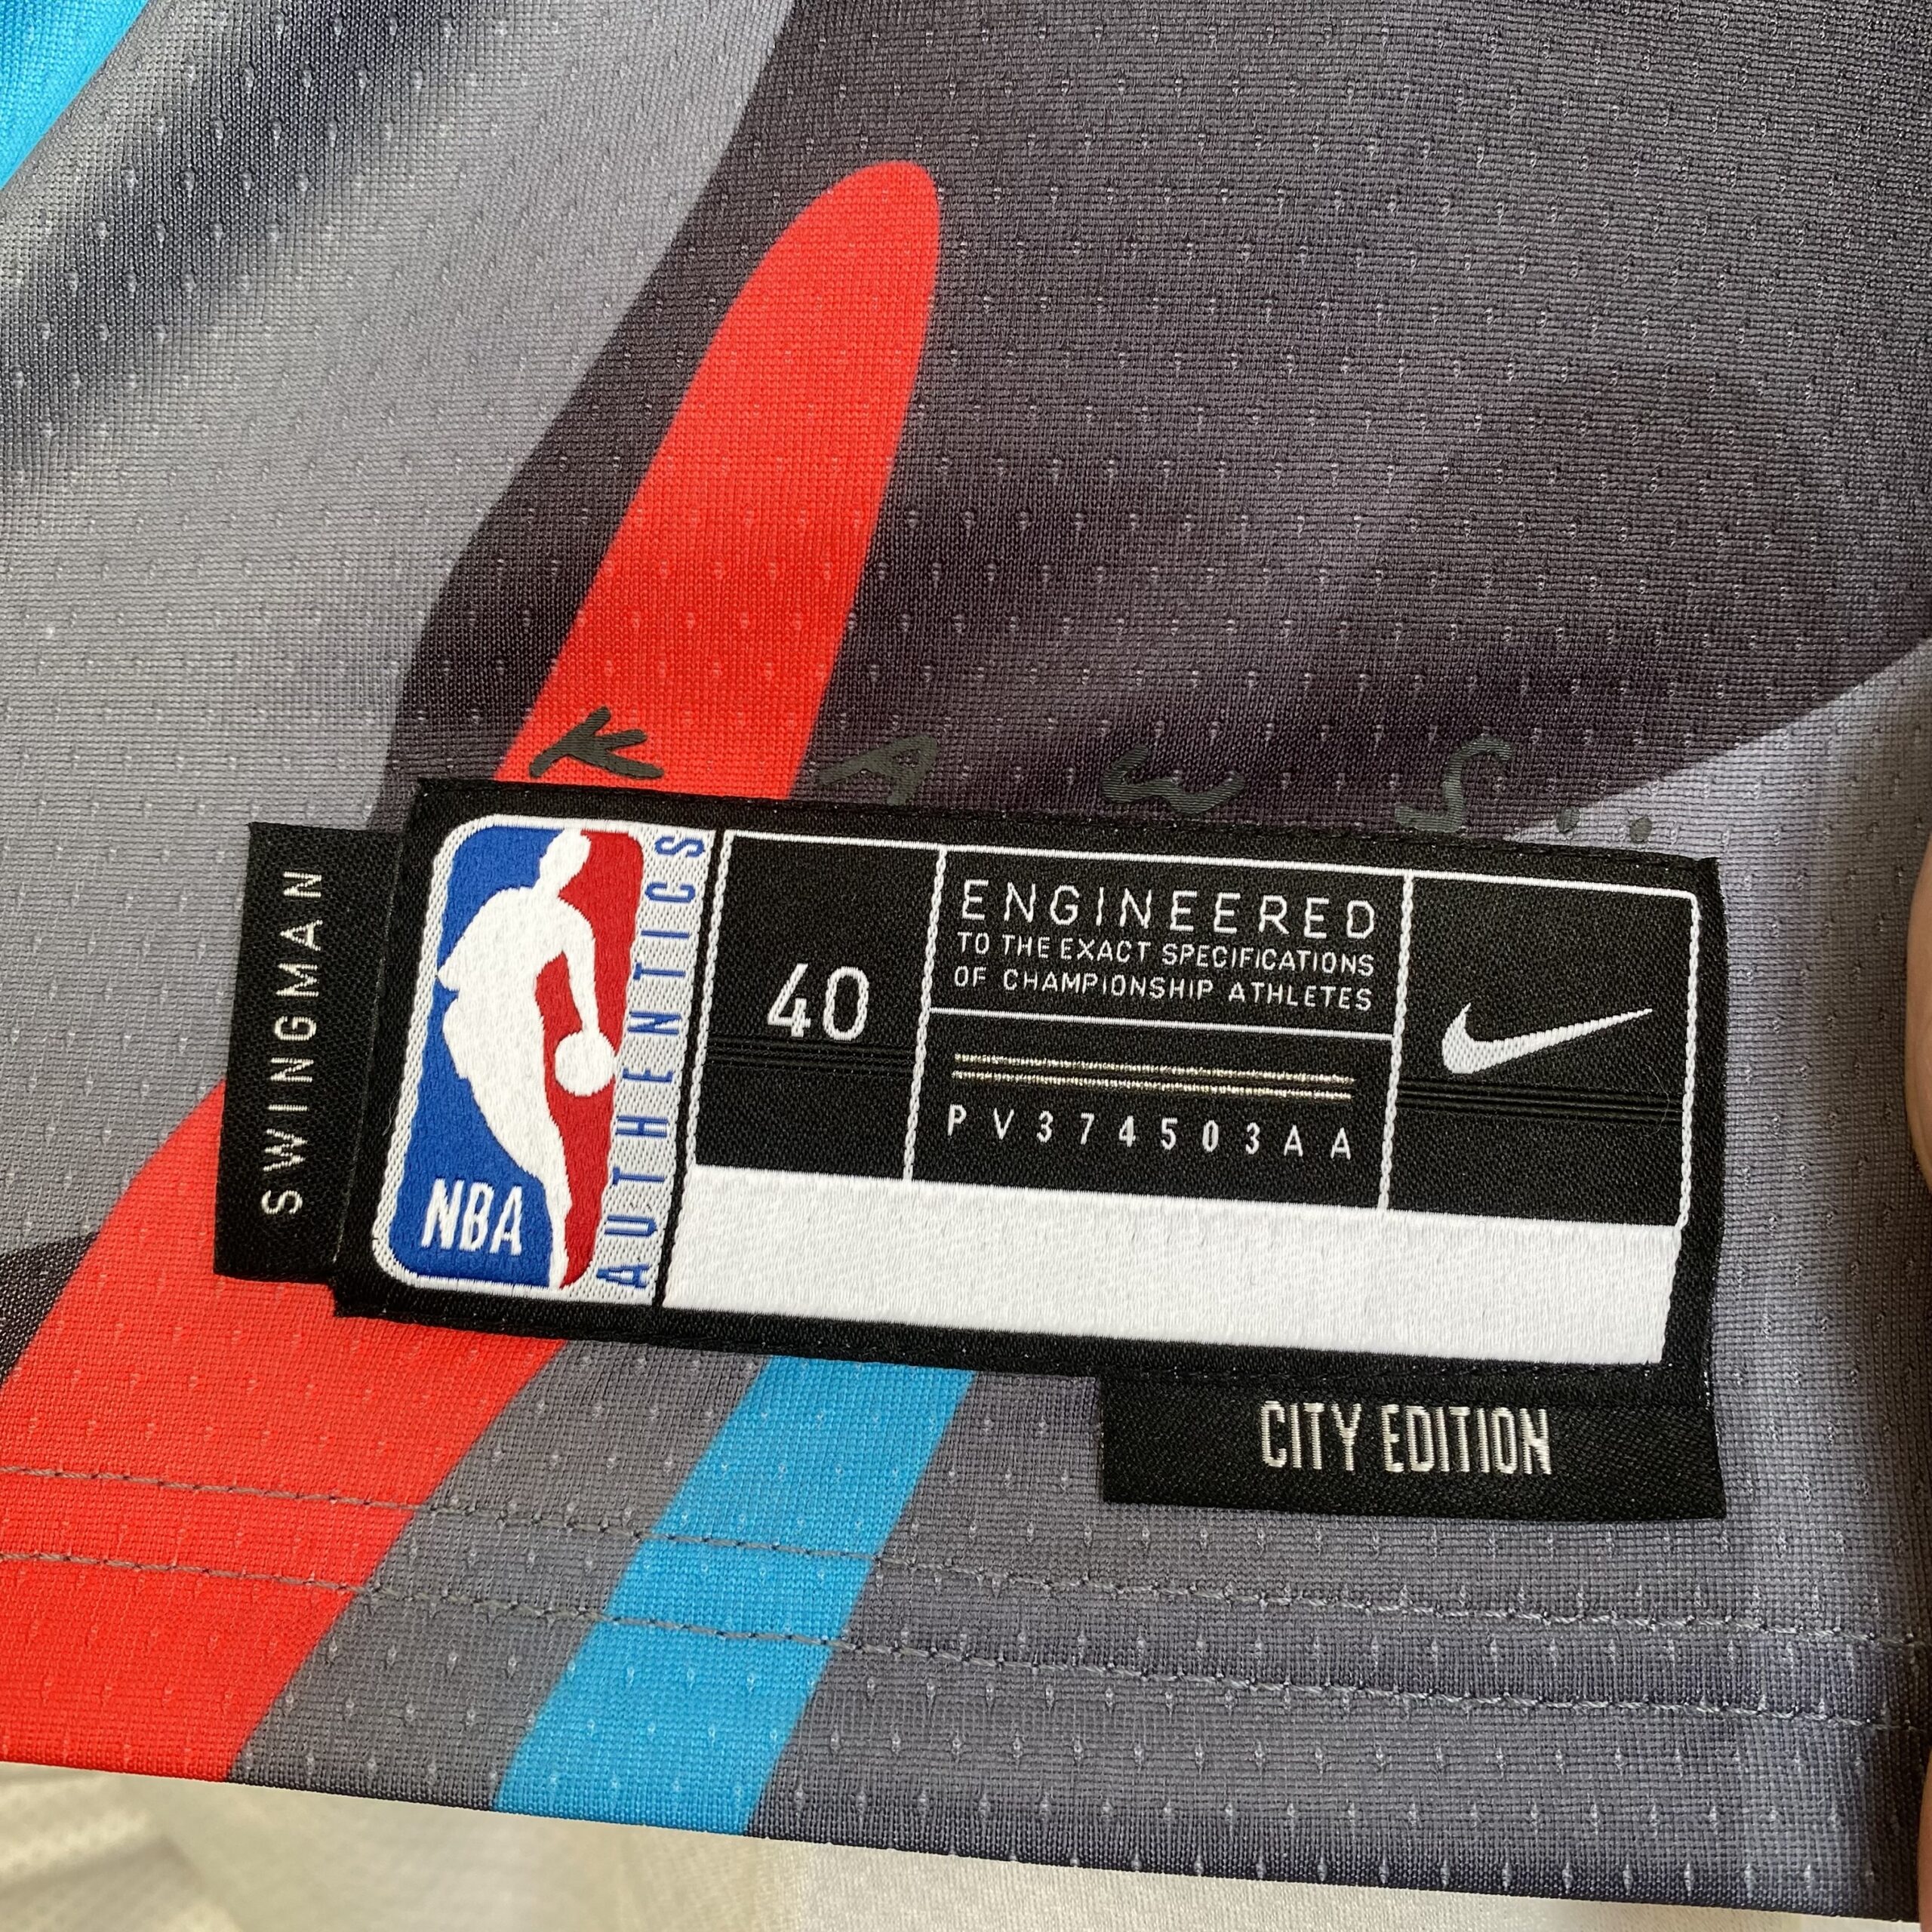 K A W S . .
SWINGMAN
NBA
AUTHENTICS
40
ENGINEERED
TO THE EXACT SPECIFICATIONS
OF CHAMPIONSHIP ATHLETES
PV374503AA
CITY EDITION